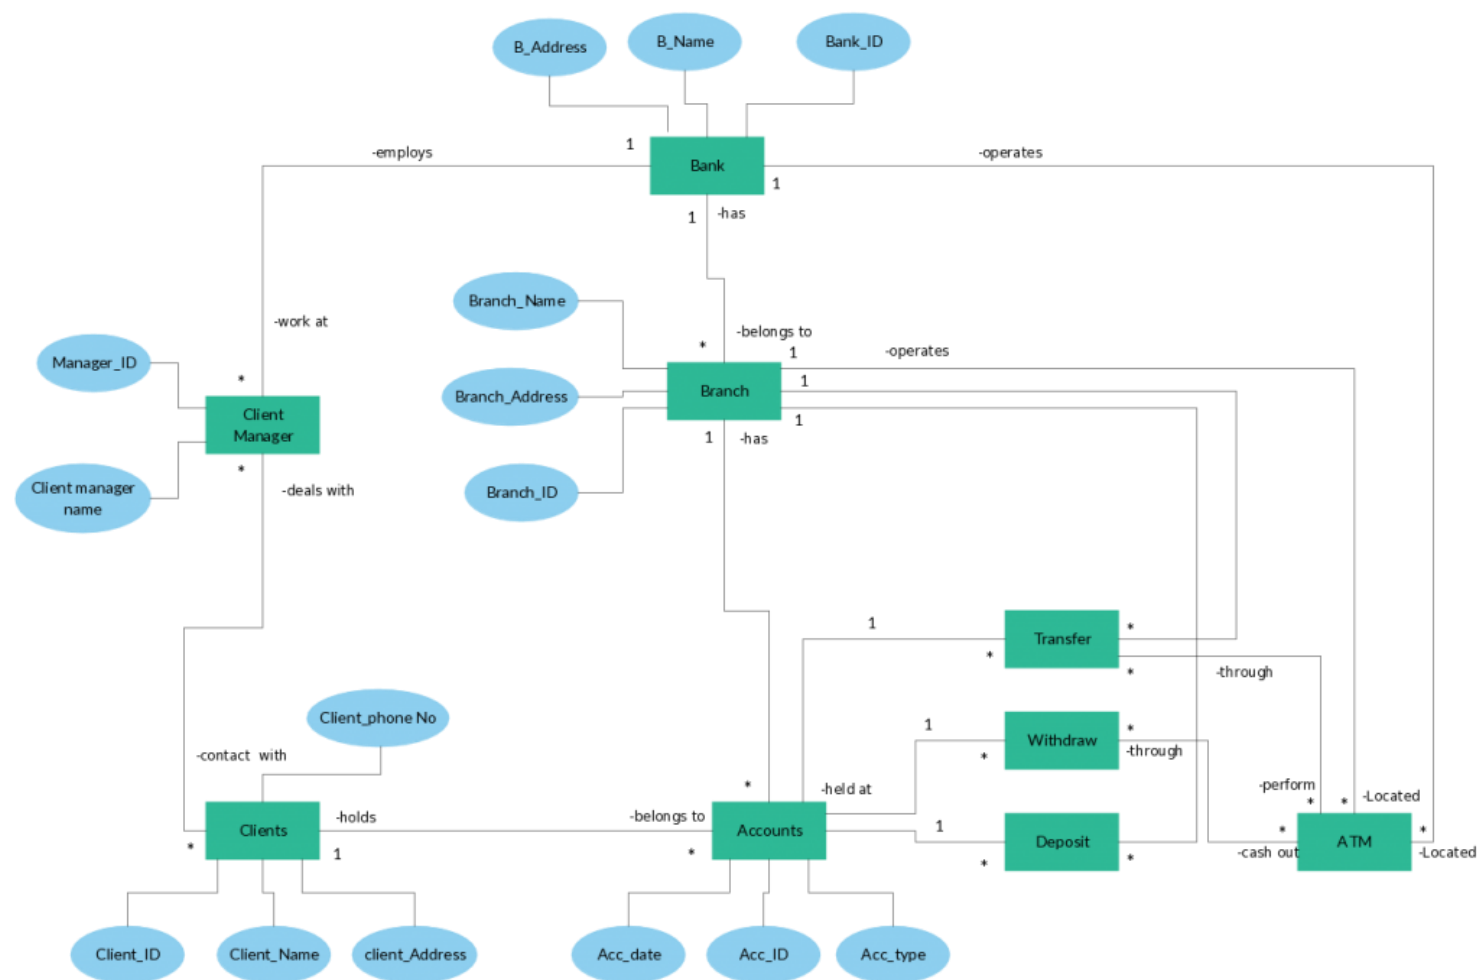 B_Address
B_Name
Bank_ID
1
-employs
-operates
Bank
1
1
-has
Branch_Name
-work at
-belongs to
*
1
-operates
Manager_ID
*
1
Branch_Address
Branch
Client
Manager
1
1
-has
*
-deals with
Client manager
name
Branch_ID
1
*
Transfer
*
*
-through
Client_phone No
1
*
Withdraw
*
-through
-contact  with
*
-held at
-perform
*
*
-Located
-holds
-belongs to
Clients
Accounts
1
Deposit
*
ATM
*
*
1
*
*
*
-cash out
-Located
Client_ID
Client_Name
client_Address
Acc_date
Acc_ID
Acc_type